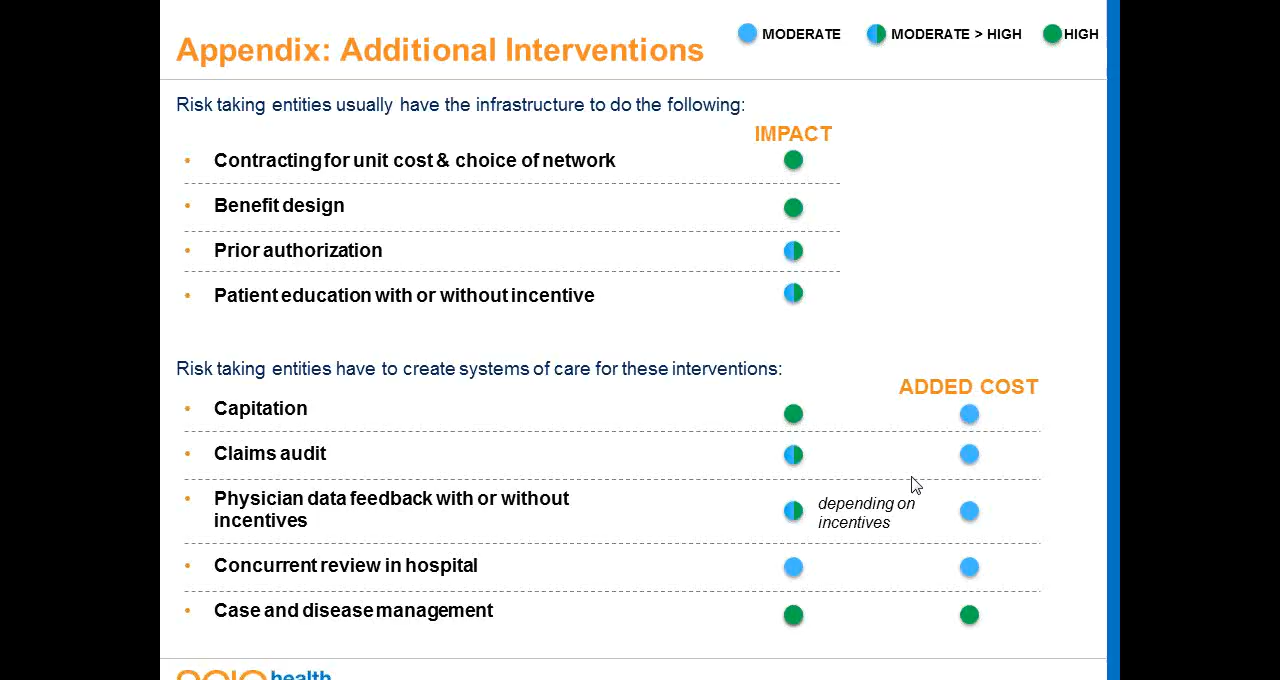 Appendix: Additional Interventions
MODERATE
MODERATE > HIGH
HIGH
Risk taking entities usually have the infrastructure to do the following:
IMPACT
• Contracting for unit cost & choice of network
• Benefit design
• Prior authorization
• Patient education with or without incentive
Risk taking entities have to create systems of care for these interventions:
ADDED COST
• Capitation
• Claims audit
• Physician data feedback with or without
incentives
depending on
incentives
• Concurrent review in hospital
• Case and disease management
health